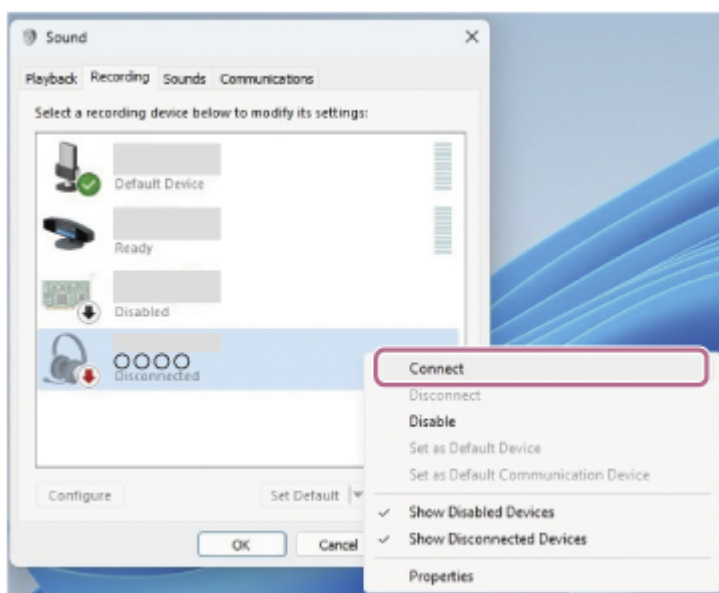 Sound
Playback Recording Sounds Communications
Select a recording device below to modify its settings:
Default Device
Ready
Disabled
○○○○
Disconnected
Configure Set Default
OK Cancel
Connect
Disconnect
Disable
Set as Default Device
Set as Default Communication Device
Show Disabled Devices
Show Disconnected Devices
Properties